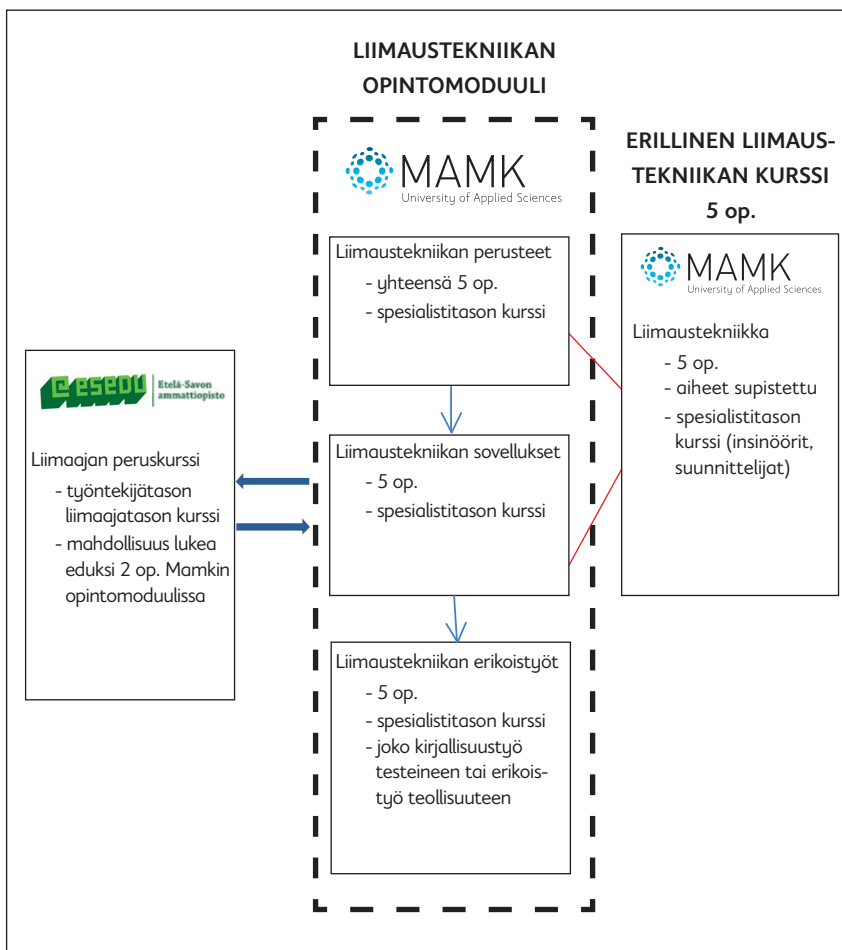 LIIMAUSTEKNIIKAN
OPINTOMODUULI
MAMK
University of Applied Sciences
Liimaustekniikan perusteet
- yhteensä 5 op.
- spesialistitason kurssi
Liimaustekniikan sovellukset
- 5 op.
- spesialistitason kurssi
Liimaustekniikan erikoistyöt
- 5 op.
- spesialistitason kurssi
- joko kirjallisuustyö
testeineen tai erikois-
työ teollisuuteen
ERILLINEN LIIMAUS-
TEKNIIKAN KURSSI
5 op.
MAMK
University of Applied Sciences
Liimaustekniikka
- 5 op.
- aiheet supistettu
- spesialistitason
kurssi (insinöörit,
suunnittelijat)
esedu
Etelä-Savon
ammattiopisto
Liimaajan peruskurssi
- työntekijätason
liimaajatason kurssi
- mahdollisuus lukea
eduksi 2 op. Mamkin
opintomoduulissa